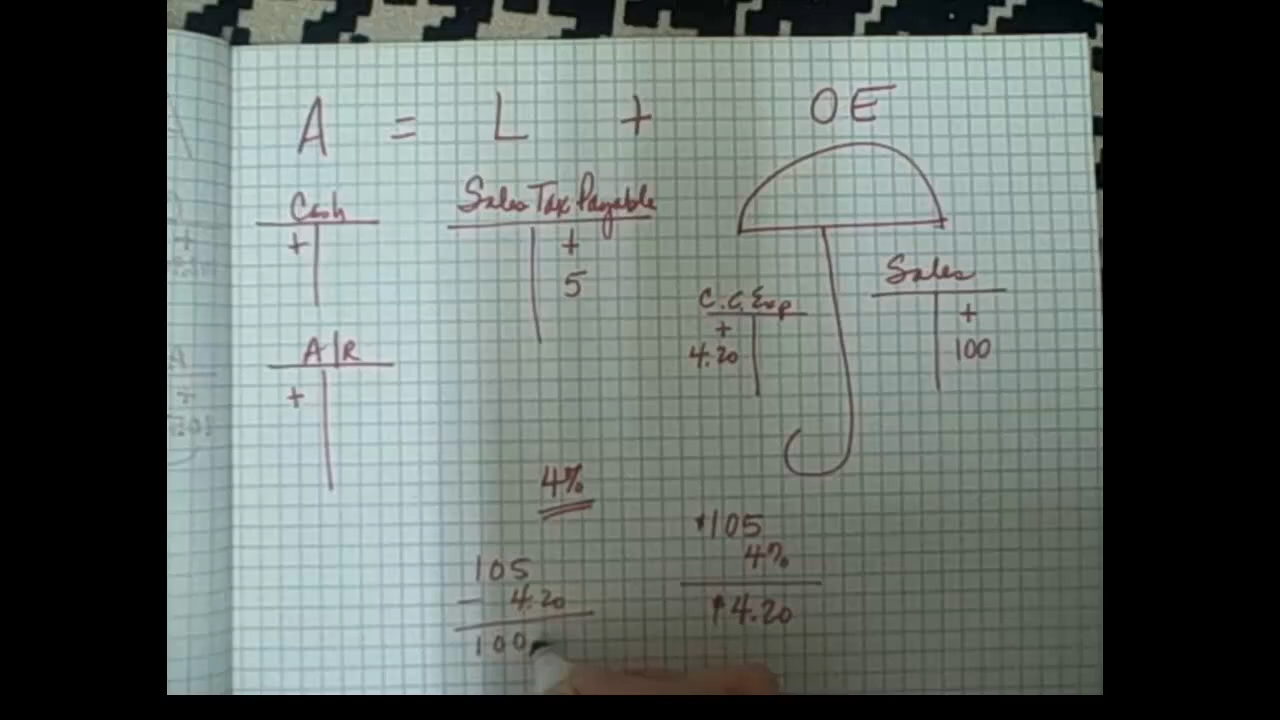 A = L + OE
Cash
+
Sales Tax Payable
+
5
C.C. Exp
+
4.20
Sales
+
100
A/R
+
4%
105
- 4.20
100
$105
4%
$4.20